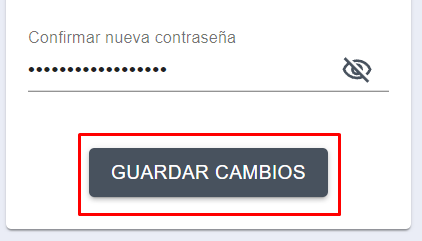 Confirmar nueva contraseña
••••••••••••••••••
GUARDAR CAMBIOS